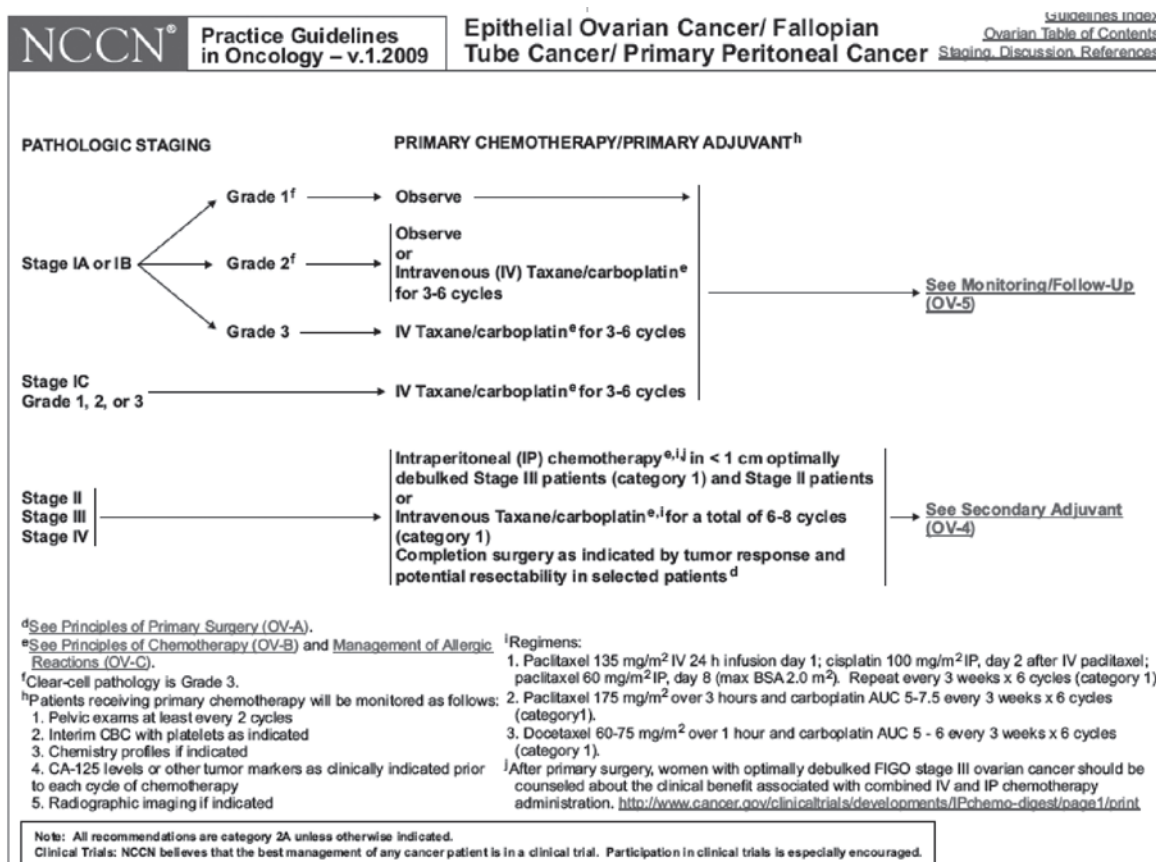 NCCN®
Practice Guidelines
in Oncology – v.1.2009
Epithelial Ovarian Cancer/ Fallopian
Tube Cancer/ Primary Peritoneal Cancer
Guidelines Index
Ovarian Table of Contents
Staging, Discussion, References
PATHOLOGIC STAGING
PRIMARY CHEMOTHERAPY/PRIMARY ADJUVANTh
Stage IA or IB
Grade 1f
Observe
Grade 2f
Observe
or
Intravenous (IV) Taxane/carboplatine
for 3-6 cycles
Grade 3
IV Taxane/carboplatine for 3-6 cycles
Stage IC
Grade 1, 2, or 3
IV Taxane/carboplatine for 3-6 cycles
See Monitoring/Follow-Up
(OV-5)
Stage II
Stage III
Stage IV
Intraperitoneal (IP) chemotherapye,i,j in < 1 cm optimally
debulked Stage III patients (category 1) and Stage II patients
or
Intravenous Taxane/carboplatine,i for a total of 6-8 cycles
(category 1)
Completion surgery as indicated by tumor response and
potential resectability in selected patientsd
See Secondary Adjuvant
(OV-4)
dSee Principles of Primary Surgery (OV-A).
eSee Principles of Chemotherapy (OV-B) and Management of Allergic
Reactions (OV-C).
fClear-cell pathology is Grade 3.
hPatients receiving primary chemotherapy will be monitored as follows:
1. Pelvic exams at least every 2 cycles
2. Interim CBC with platelets as indicated
3. Chemistry profiles if indicated
4. CA-125 levels or other tumor markers as clinically indicated prior
to each cycle of chemotherapy
5. Radiographic imaging if indicated
iRegimens:
1. Paclitaxel 135 mg/m2 IV 24 h infusion day 1; cisplatin 100 mg/m2 IP, day 2 after IV paclitaxel;
paclitaxel 60 mg/m2 IP, day 8 (max BSA 2.0 m2). Repeat every 3 weeks x 6 cycles (category 1)
2. Paclitaxel 175 mg/m2 over 3 hours and carboplatin AUC 5-7.5 every 3 weeks x 6 cycles
(category1).
3. Docetaxel 60-75 mg/m2 over 1 hour and carboplatin AUC 5 - 6 every 3 weeks x 6 cycles
(category 1).
jAfter primary surgery, women with optimally debulked FIGO stage III ovarian cancer should be
counseled about the clinical benefit associated with combined IV and IP chemotherapy
administration. http://www.cancer.gov/clinicaltrials/developments/IPchemo-digest/page1/print
Note: All recommendations are category 2A unless otherwise indicated.
Clinical Trials: NCCN believes that the best management of any cancer patient is in a clinical trial. Participation in clinical trials is especially encouraged.